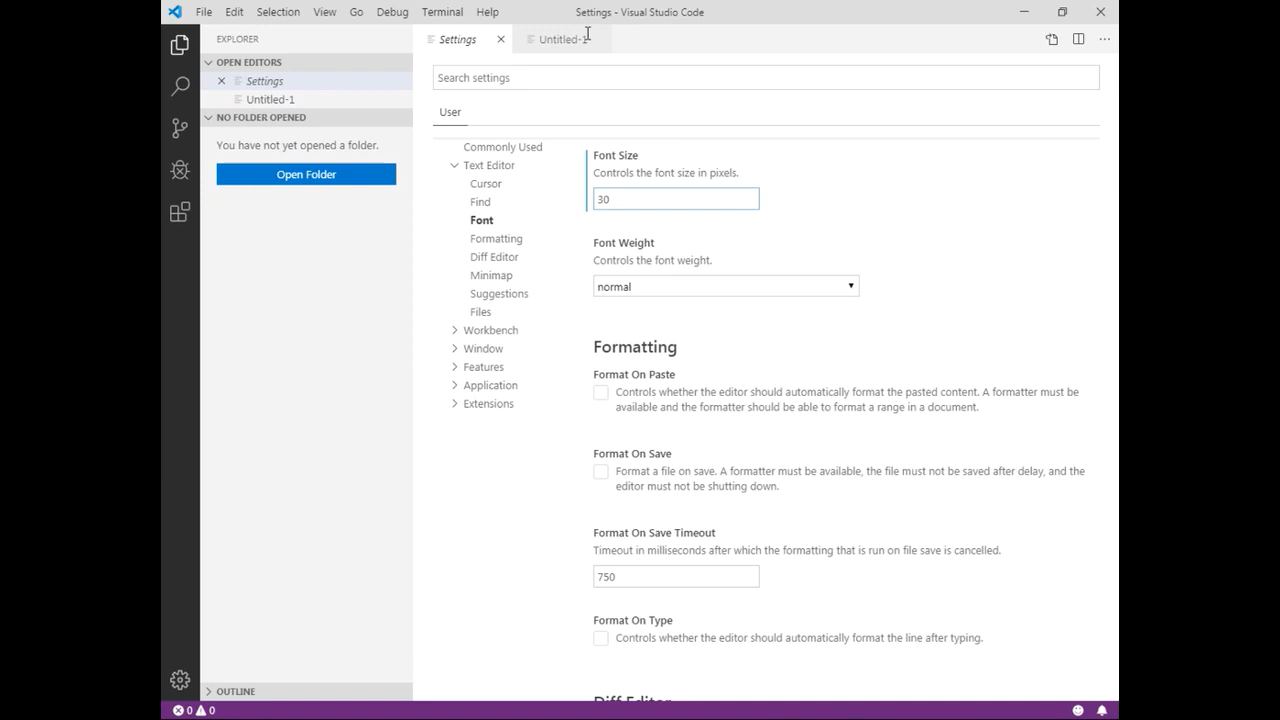 File Edit Selection View Go Debug Terminal Help Settings - Visual Studio Code
EXPLORER
OPEN EDITORS
Settings
Untitled-1
NO FOLDER OPENED
You have not yet opened a folder.
Open Folder
OUTLINE
Settings Untitled-1
Search settings
User
Commonly Used
Text Editor
Cursor
Find
Font
Formatting
Diff Editor
Minimap
Suggestions
Files
Workbench
Window
Features
Application
Extensions
Font Size
Controls the font size in pixels.
30
Font Weight
Controls the font weight.
normal
Formatting
Format On Paste
Controls whether the editor should automatically format the pasted content. A formatter must be
available and the formatter should be able to format a range in a document.
Format On Save
Format a file on save. A formatter must be available, the file must not be saved after delay, and the
editor must not be shutting down.
Format On Save Timeout
Timeout in milliseconds after which the formatting that is run on file save is cancelled.
750
Format On Type
Controls whether the editor should automatically format the line after typing.
Diff Editor
0 0